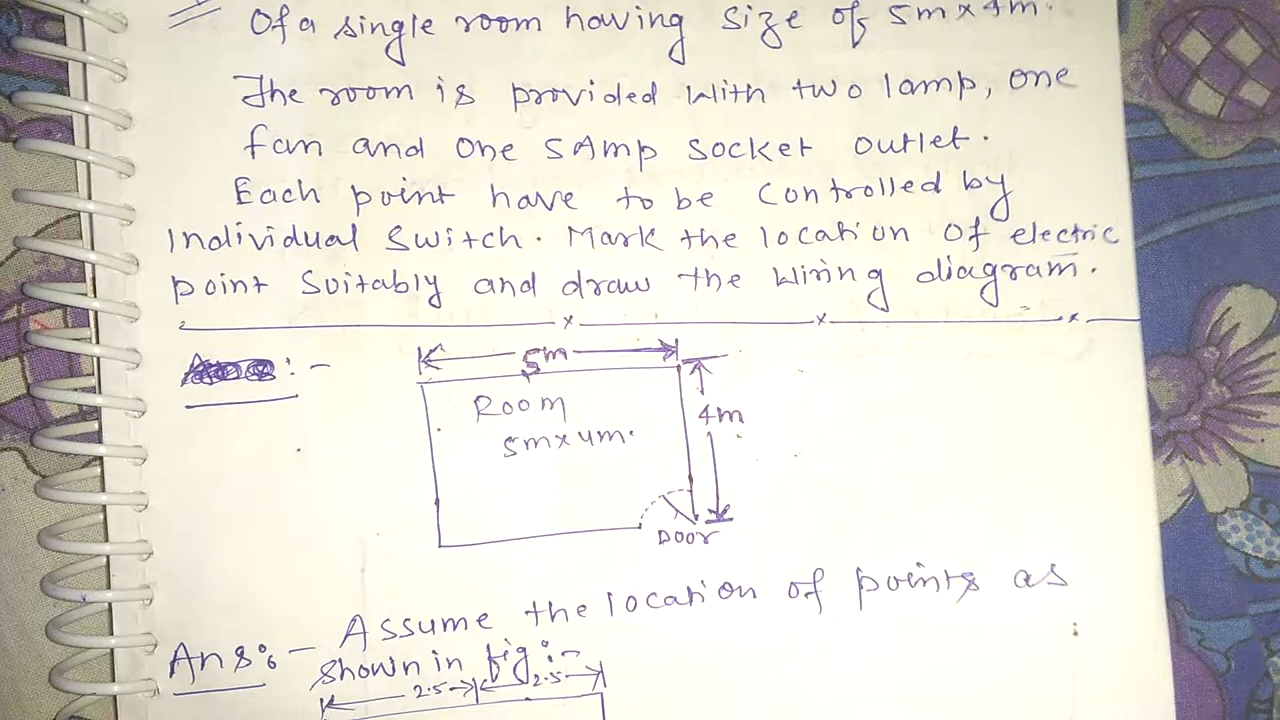 Of a single room having size of 5m x 4m.
The room is provided with two lamp, one
fan and one 5Amp socket outlet.
Each point have to be controlled by
Individual Switch. Mark the location of electric
point Suitably and draw the wiring diagram.
:-
5m
Room
5mx4m.
4m
Door
Ans:- Assume the location of points as
shown in fig:-
2.5 2.5